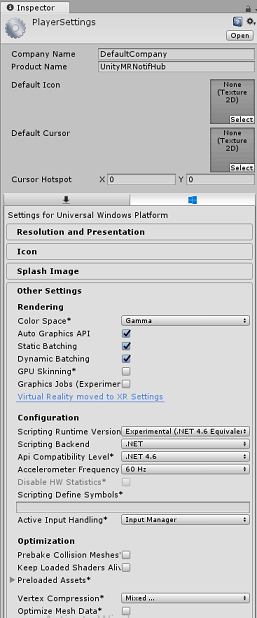 Inspector
PlayerSettings
Open
Company Name DefaultCompany
Product Name UnityMRNotifHub
Default Icon None (Texture 2D) Select
Default Cursor None (Texture 2D) Select
Cursor Hotspot X 0 Y 0
Settings for Universal Windows Platform
Resolution and Presentation
Icon
Splash Image
Other Settings
Rendering
Color Space* Gamma
Auto Graphics API
Static Batching
Dynamic Batching
GPU Skinning*
Graphics Jobs (Experimer
Virtual Reality moved to XR Settings
Configuration
Scripting Runtime Version Experimental (.NET 4.6 Equivale
Scripting Backend .NET
Api Compatibility Level* .NET 4.6
Accelerometer Frequency 60 Hz
Disable HW Statistics*
Scripting Define Symbols*
Active Input Handling* Input Manager
Optimization
Prebake Collision Meshes*
Keep Loaded Shaders Aliv
Preloaded Assets*
Vertex Compression* Mixed ...
Optimize Mesh Data*